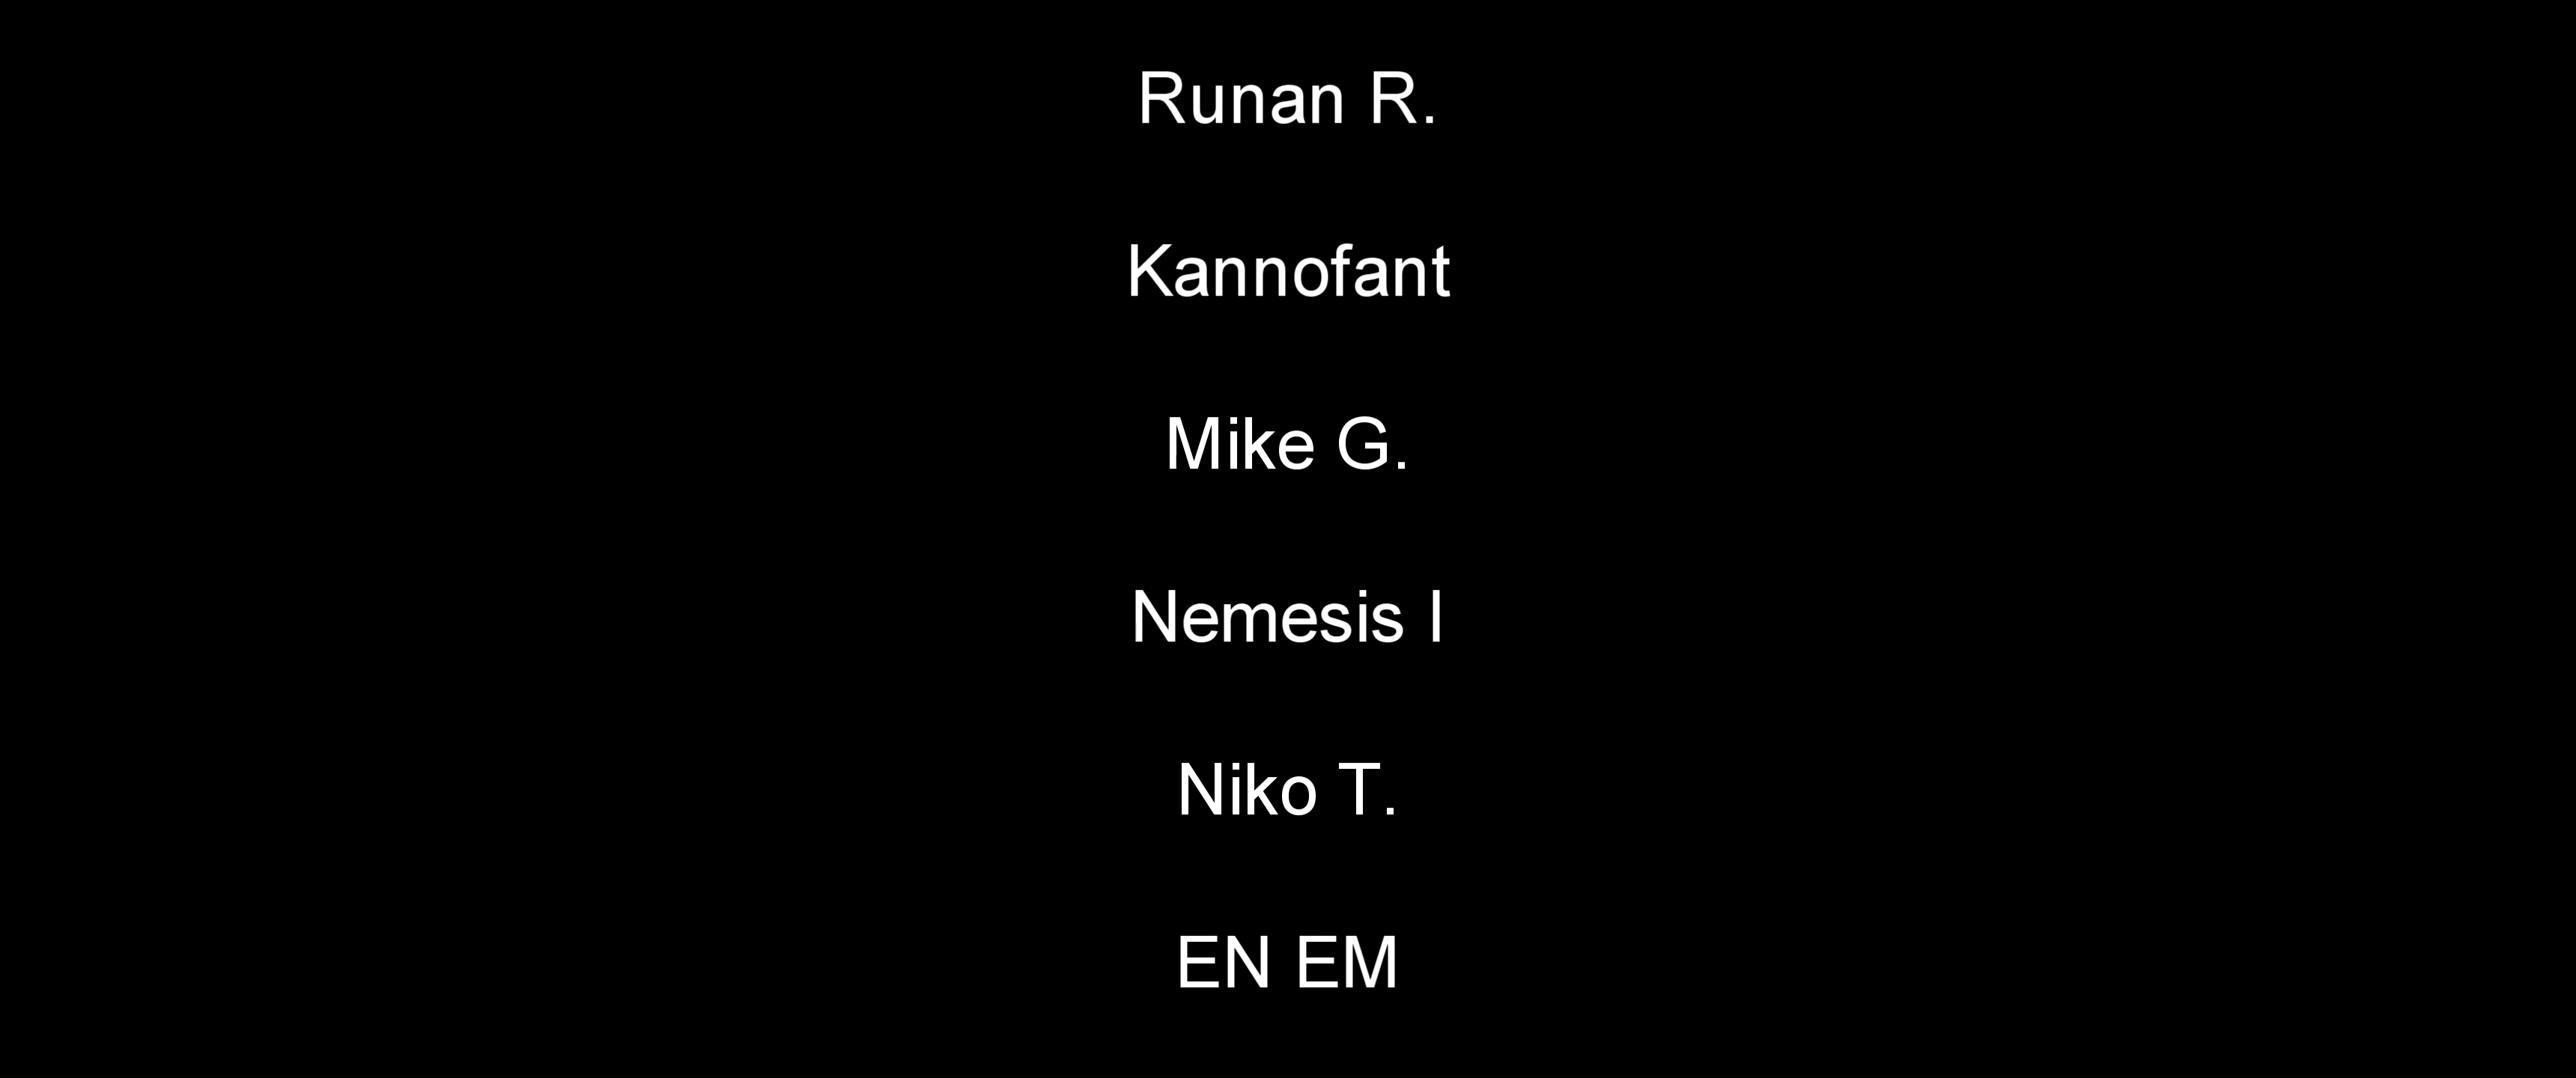 Runan R.
Kannofant
Mike G.
Nemesis I
Niko T.
EN EM